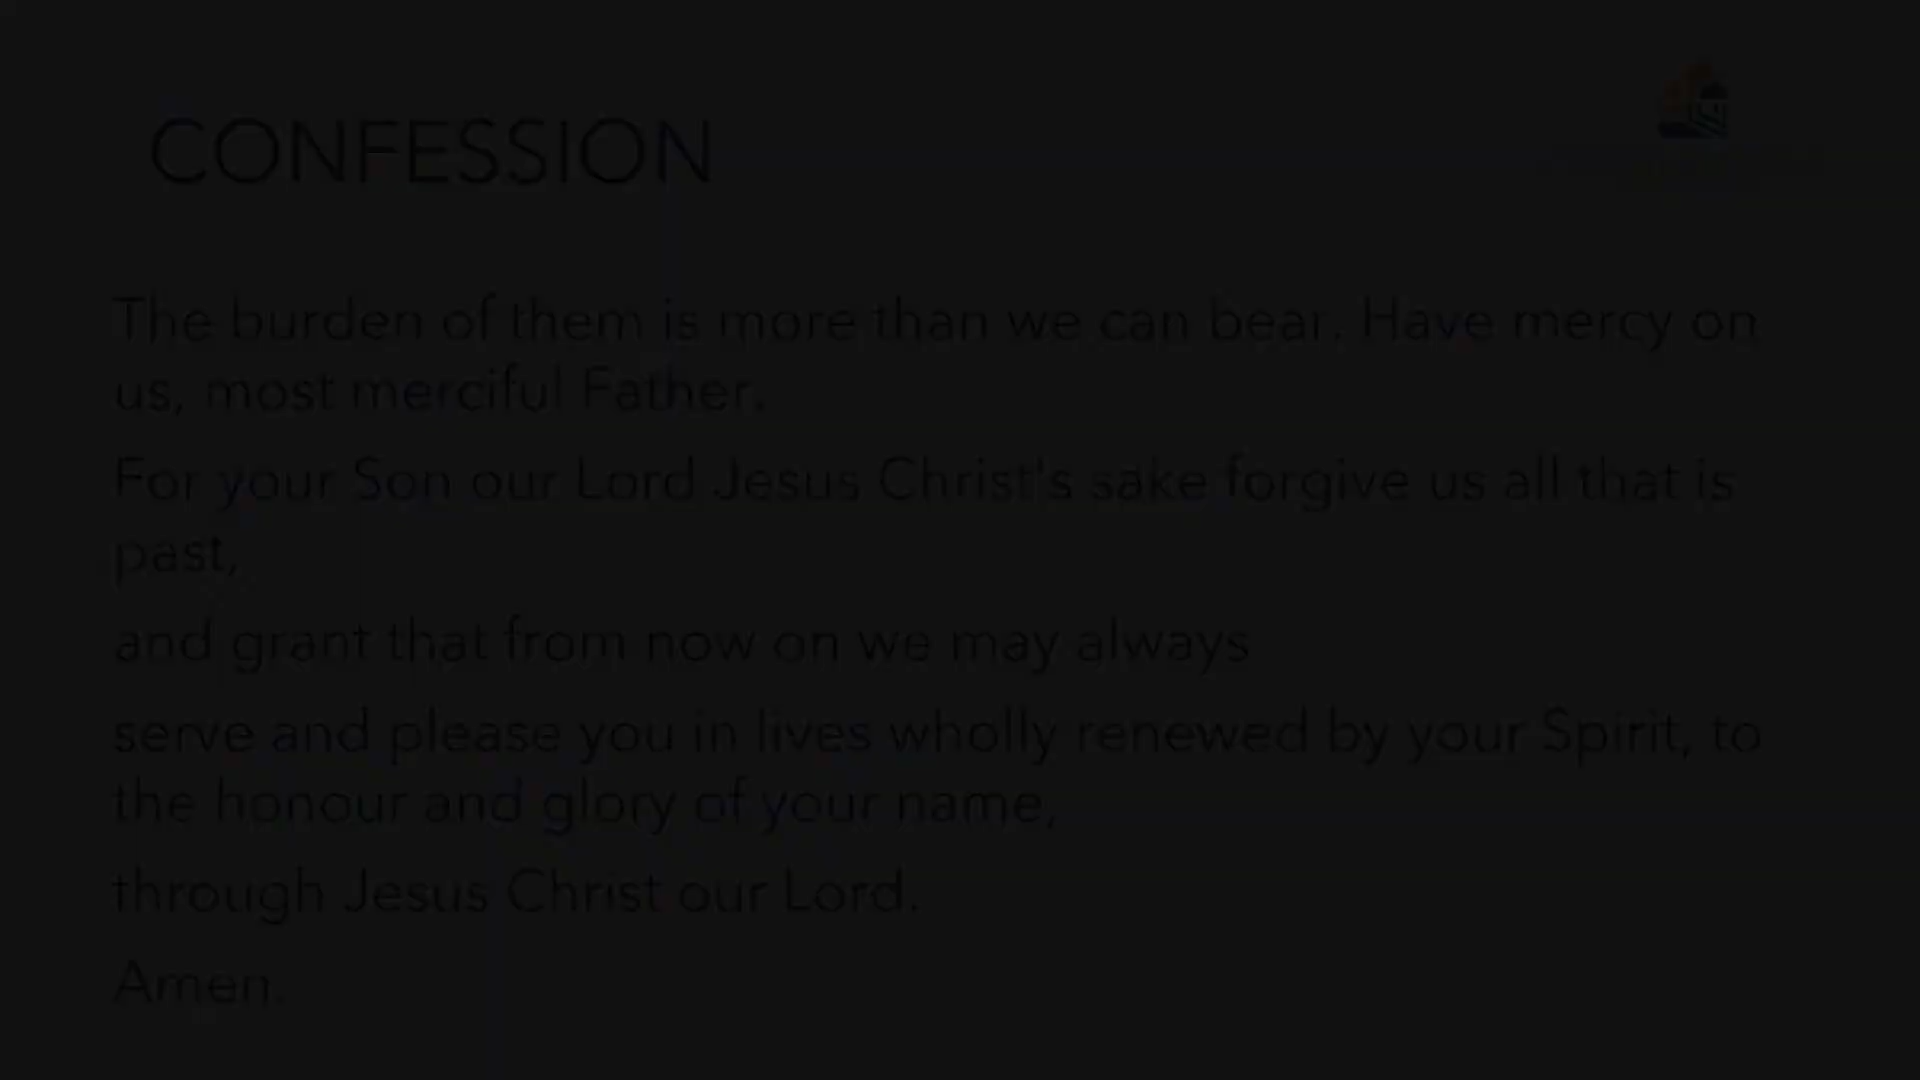 CONFESSION
The burden of them is more than we can bear. Have mercy on
us, most merciful Father.
For your Son our Lord Jesus Christ's sake forgive us all that is
past,
and grant that from now on we may always
serve and please you in lives wholly renewed by your Spirit, to
the honour and glory of your name,
through Jesus Christ our Lord.
Amen.